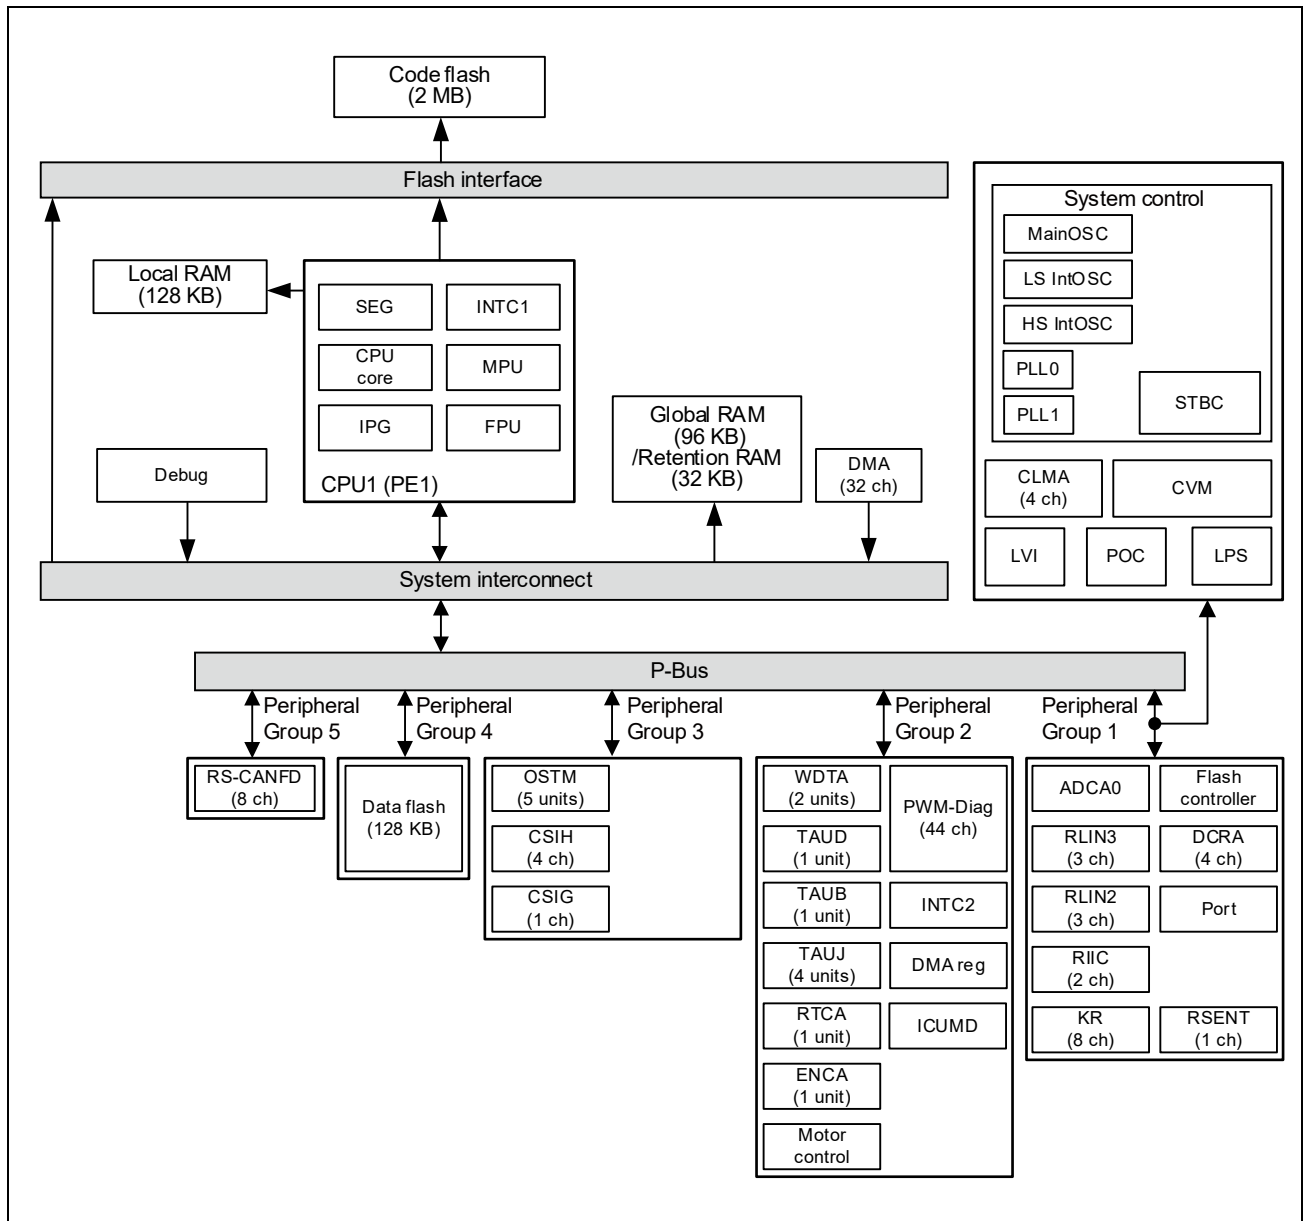 Code flash
(2 MB)
Flash interface
Local RAM
(128 KB)
SEG
INTC1
CPU
core
MPU
IPG
FPU
CPU1 (PE1)
Debug
Global RAM
(96 KB)
/Retention RAM
(32 KB)
DMA
(32 ch)
System interconnect
System control
MainOSC
LS IntOSC
HS IntOSC
PLL0
PLL1
STBC
CLMA
(4 ch)
CVM
LVI
POC
LPS
P-Bus
Peripheral
Group 5
Peripheral
Group 4
Peripheral
Group 3
Peripheral
Group 2
Peripheral
Group 1
RS-CANFD
(8 ch)
Data flash
(128 KB)
OSTM
(5 units)
CSIH
(4 ch)
CSIG
(1 ch)
WDTA
(2 units)
PWM-Diag
(44 ch)
TAUD
(1 unit)
TAUB
(1 unit)
INTC2
TAUJ
(4 units)
DMA reg
RTCA
(1 unit)
ICUMD
ENCA
(1 unit)
Motor
control
ADCA0
Flash
controller
RLIN3
(3 ch)
DCRA
(4 ch)
RLIN2
(3 ch)
Port
RIIC
(2 ch)
KR
(8 ch)
RSENT
(1 ch)